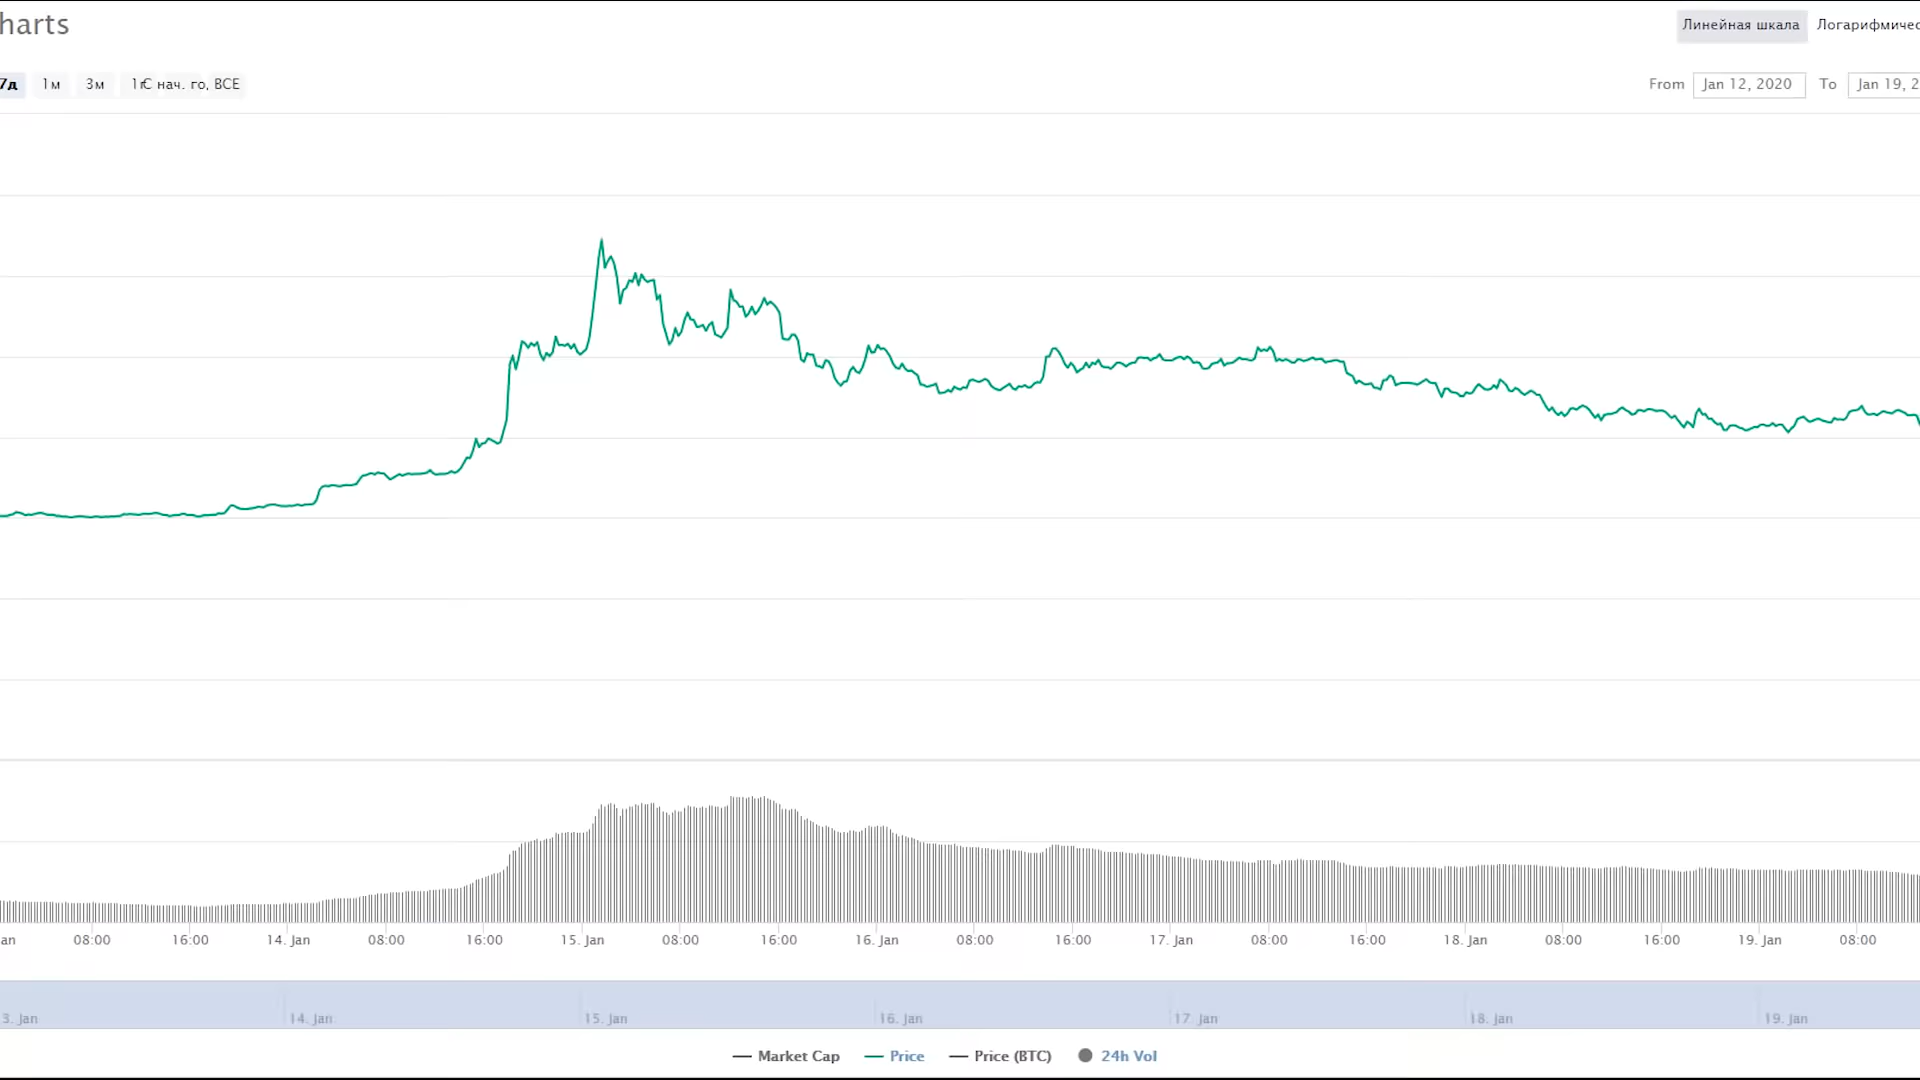 harts
Линейная шкала Логарифмичес
7д 1м 3м 1г С нач. го, ВСЕ
From Jan 12, 2020 To Jan 19, 2
an 08:00 16:00 14. Jan 08:00 16:00 15. Jan 08:00 16:00 16. Jan 08:00 16:00 17. Jan 08:00 16:00 18. Jan 08:00 16:00 19. Jan 08:00
3. Jan 14. Jan 15. Jan 16. Jan 17. Jan 18. Jan 19. Jan
Market Cap Price Price (BTC) 24h Vol